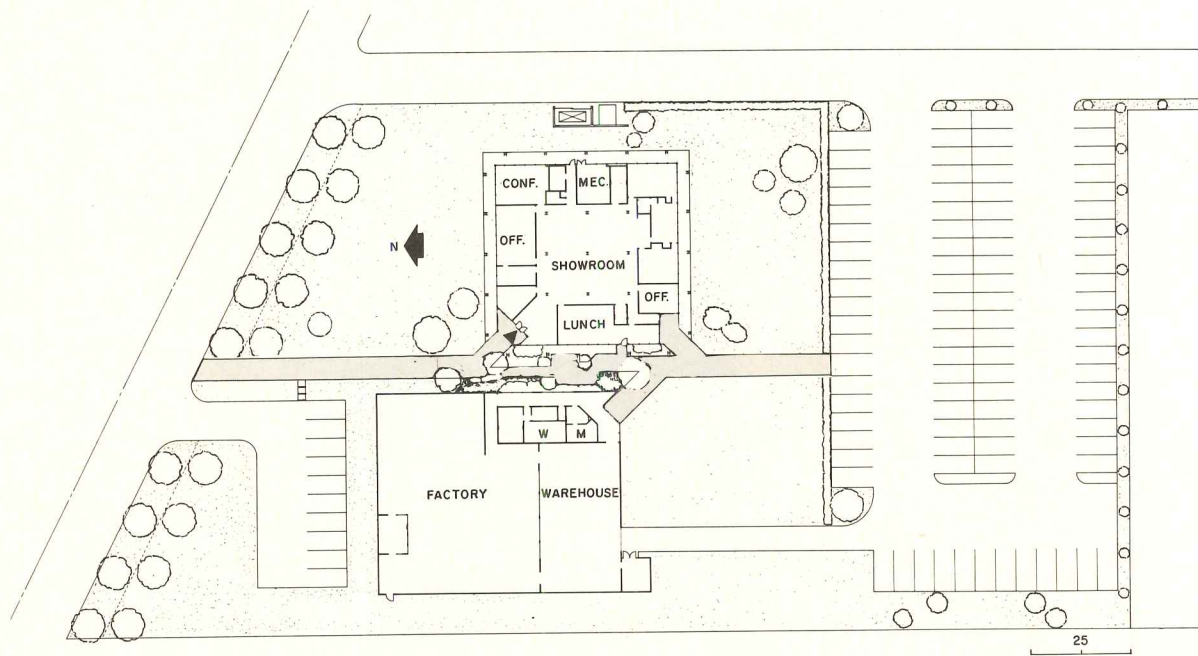 CONF.
MEC.
N
OFF.
SHOWROOM
OFF.
LUNCH
W
M
FACTORY
WAREHOUSE
25